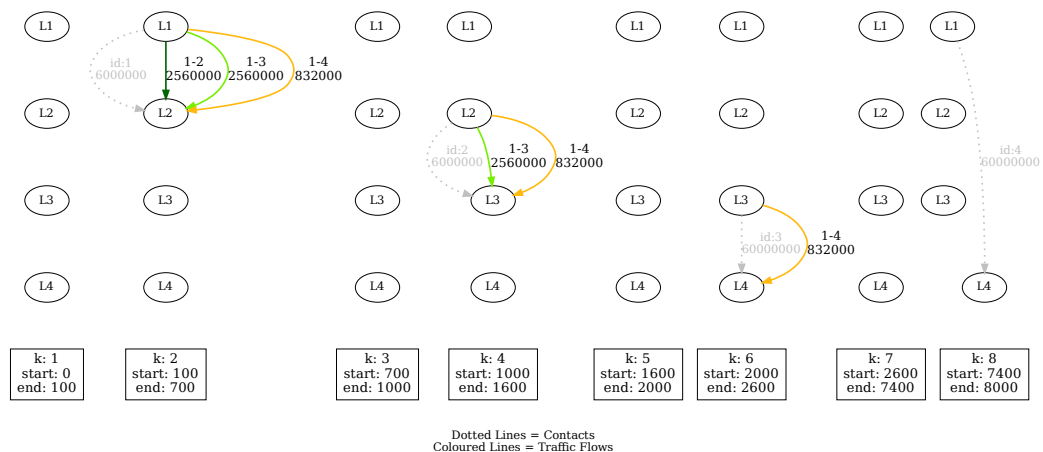 L1 L1 L1 L1 L1 L1 L1 L1
id:1 1-2 1-3 1-4
6000000 2560000 2560000 832000
L2 L2 L2 L2 L2 L2 L2 L2
id:2 1-3 1-4 id:4
6000000 2560000 832000 60000000
L3 L3 L3 L3 L3 L3 L3 L3
id:3 1-4
60000000 832000
L4 L4 L4 L4 L4 L4 L4 L4
k: 1 k: 2 k: 3 k: 4 k: 5 k: 6 k: 7 k: 8
start: 0 start: 100 start: 700 start: 1000 start: 1600 start: 2000 start: 2600 start: 7400
end: 100 end: 700 end: 1000 end: 1600 end: 2000 end: 2600 end: 7400 end: 8000
Dotted Lines = Contacts
Coloured Lines = Traffic Flows